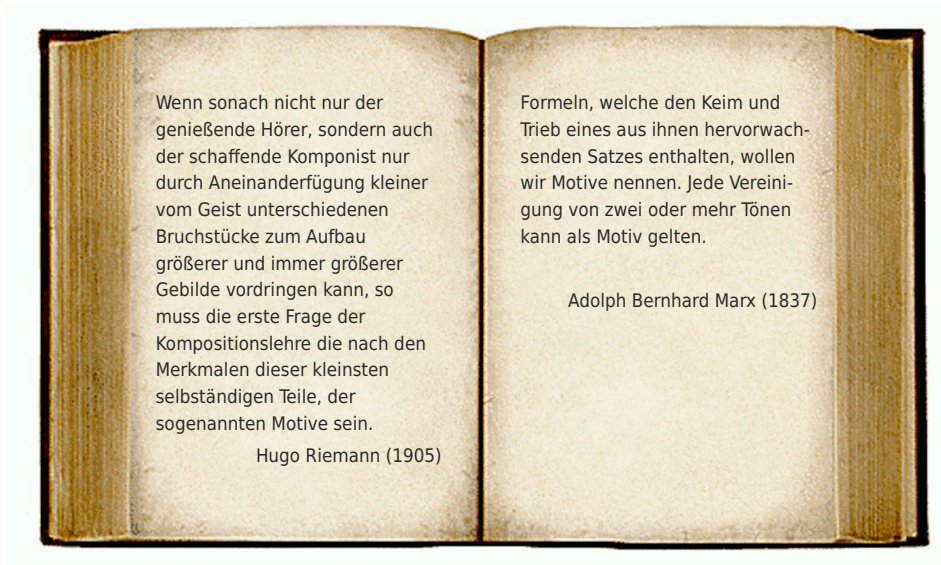 Wenn sonach nicht nur der
genießende Hörer, sondern auch
der schaffende Komponist nur
durch Aneinanderfügung kleiner
vom Geist unterschiedenen
Bruchstücke zum Aufbau
größerer und immer größerer
Gebilde vordringen kann, so
muss die erste Frage der
Kompositionslehre die nach den
Merkmalen dieser kleinsten
selbständigen Teile, der
sogenannten Motive sein.
Hugo Riemann (1905)
Formeln, welche den Keim und
Trieb eines aus ihnen hervorwach-
senden Satzes enthalten, wollen
wir Motive nennen. Jede Vereini-
gung von zwei oder mehr Tönen
kann als Motiv gelten.
Adolph Bernhard Marx (1837)